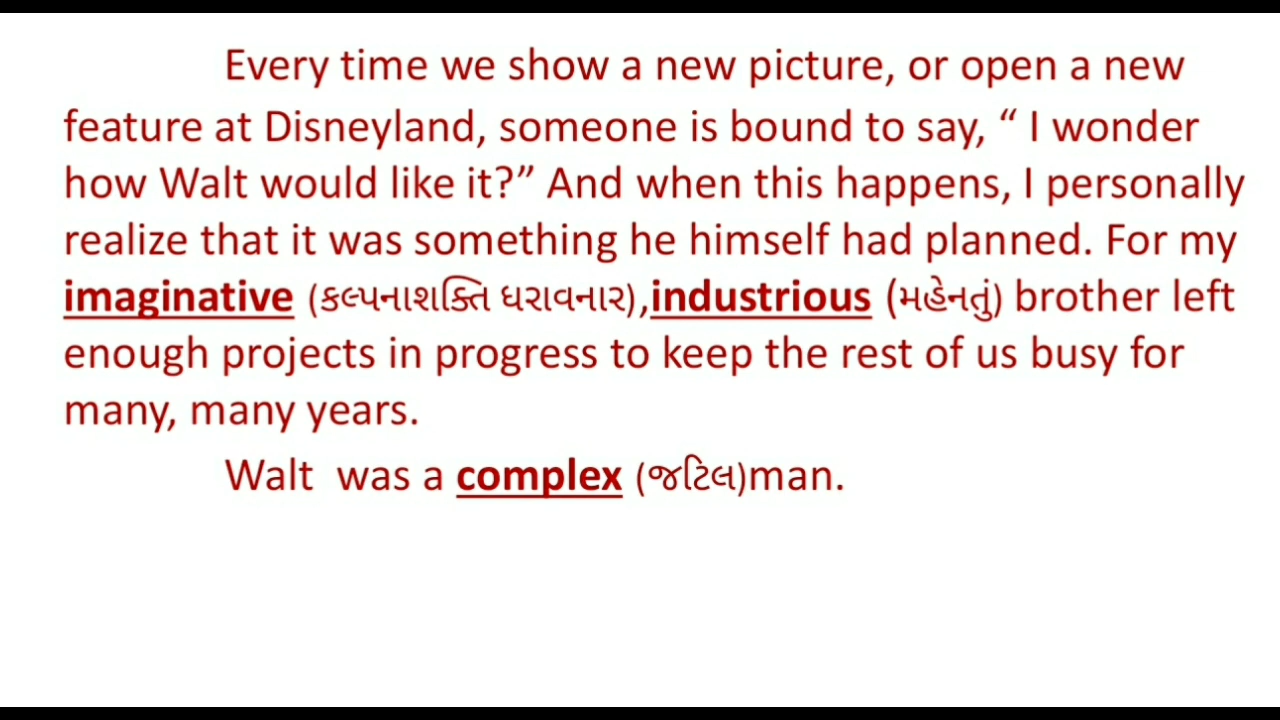 Every time we show a new picture, or open a new
feature at Disneyland, someone is bound to say, “ I wonder
how Walt would like it?” And when this happens, I personally
realize that it was something he himself had planned. For my
imaginative (કલ્પનાશક્તિ ધરાવનાર),industrious (મહેનતું) brother left
enough projects in progress to keep the rest of us busy for
many, many years.
Walt was a complex (જટિલ)man.